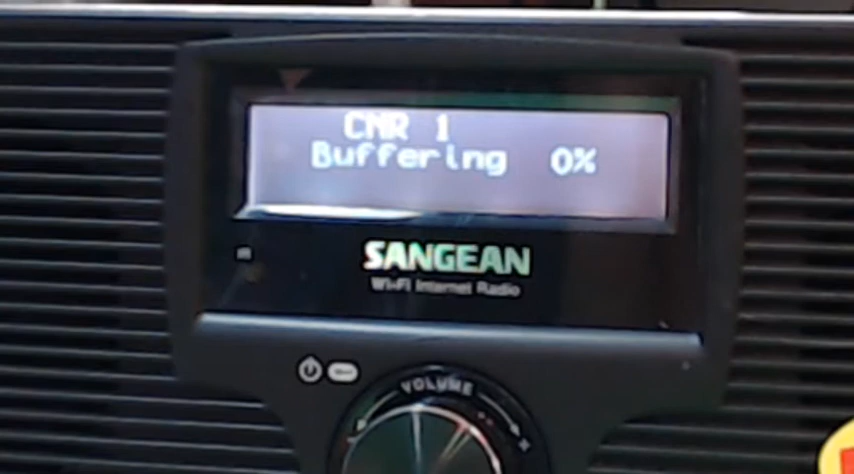 CNR 1
Buffering 0%
SANGEAN
Wi-Fi Internet Radio
VOLUME